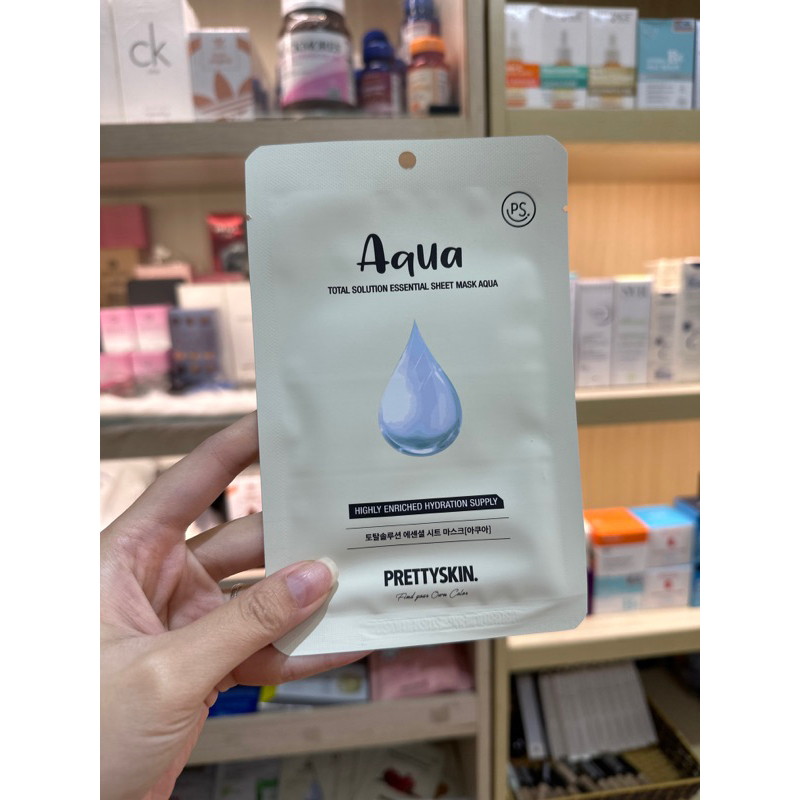 ck
PS.
Aqua
TOTAL SOLUTION ESSENTIAL SHEET MASK AQUA
HIGHLY ENRICHED HYDRATION SUPPLY
토탈솔루션 에센셜 시트 마스크[아쿠아]
PRETTYSKIN.
Find your Own Color